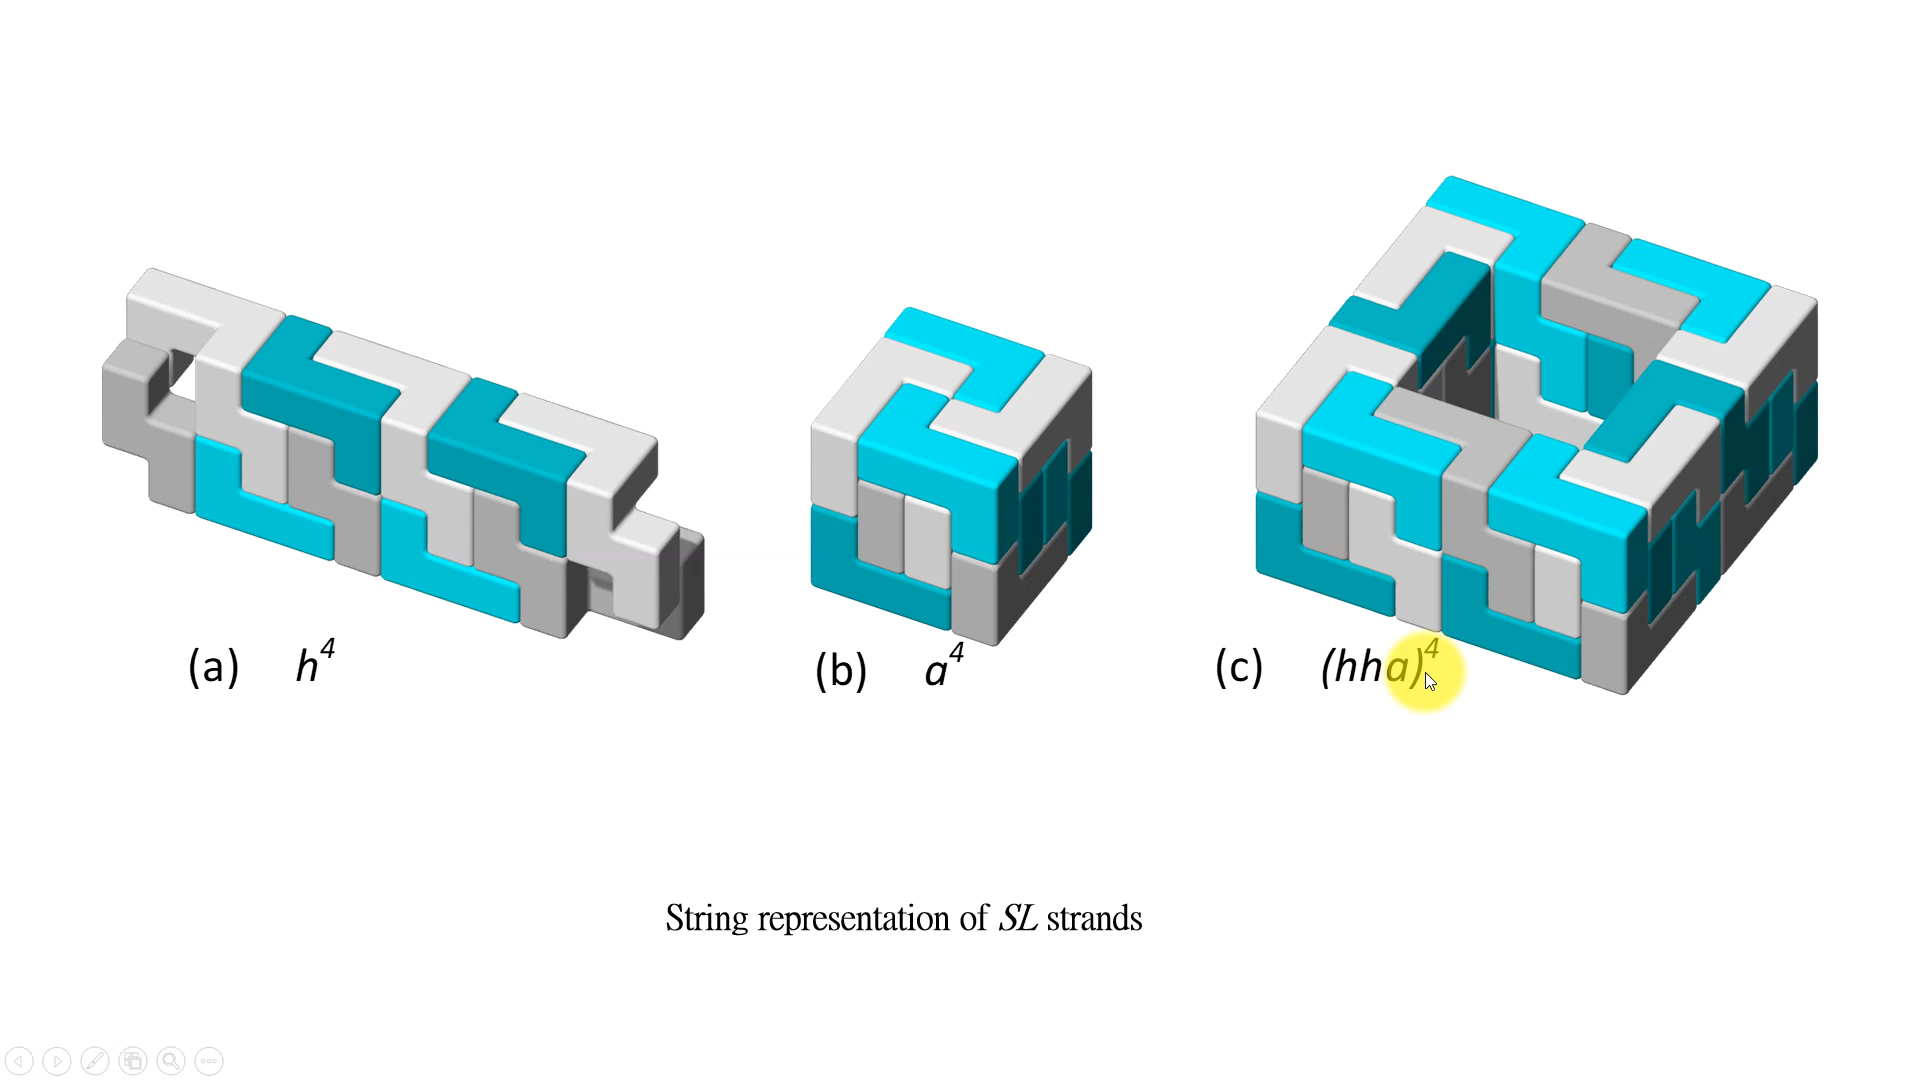 (a) h⁴
(b) a⁴
(c) (hha)⁴
String representation of SL strands